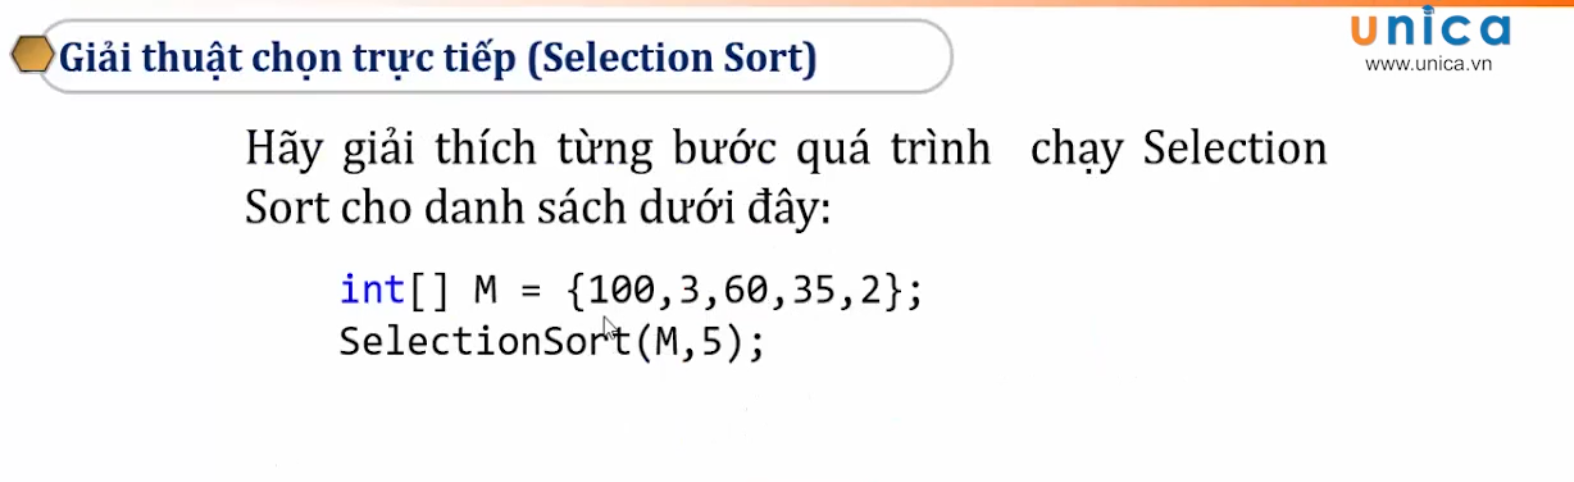 Giải thuật chọn trực tiếp (Selection Sort)
unica
www.unica.vn
Hãy giải thích từng bước quá trình chạy Selection
Sort cho danh sách dưới đây:
int[] M = {100,3,60,35,2};
SelectionSort(M,5);